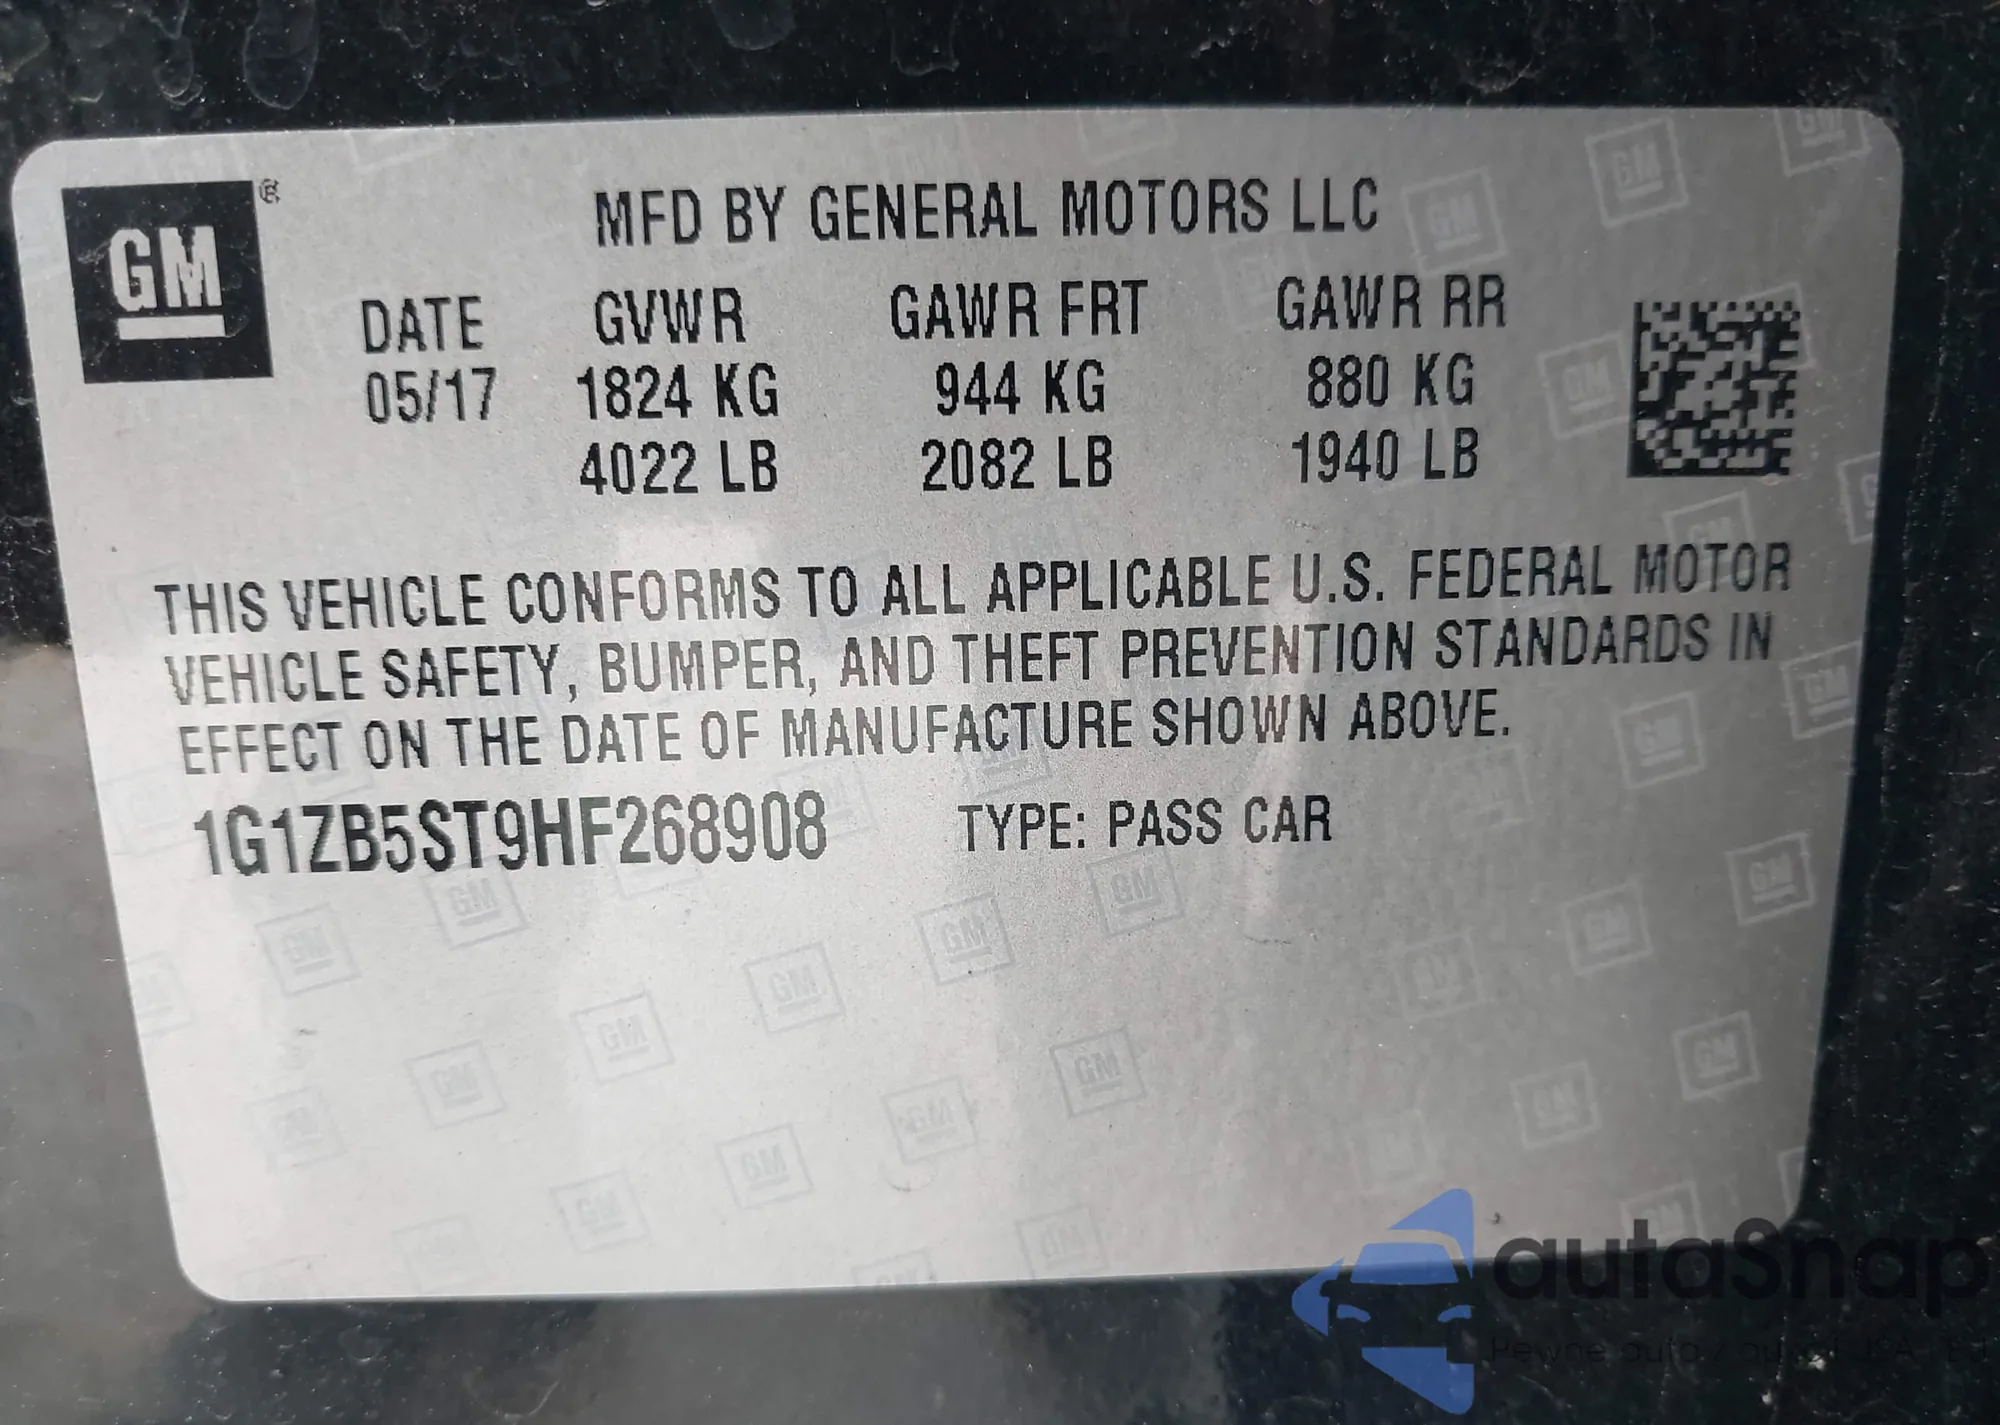 GM ®
MFD BY GENERAL MOTORS LLC
DATE GVWR GAWR FRT GAWR RR
05/17 1824 KG 944 KG 880 KG
4022 LB 2082 LB 1940 LB
THIS VEHICLE CONFORMS TO ALL APPLICABLE U.S. FEDERAL MOTOR
VEHICLE SAFETY, BUMPER, AND THEFT PREVENTION STANDARDS IN
EFFECT ON THE DATE OF MANUFACTURE SHOWN ABOVE.
1G1ZB5ST9HF268908 TYPE: PASS CAR
autoSnap
Pewne auto z